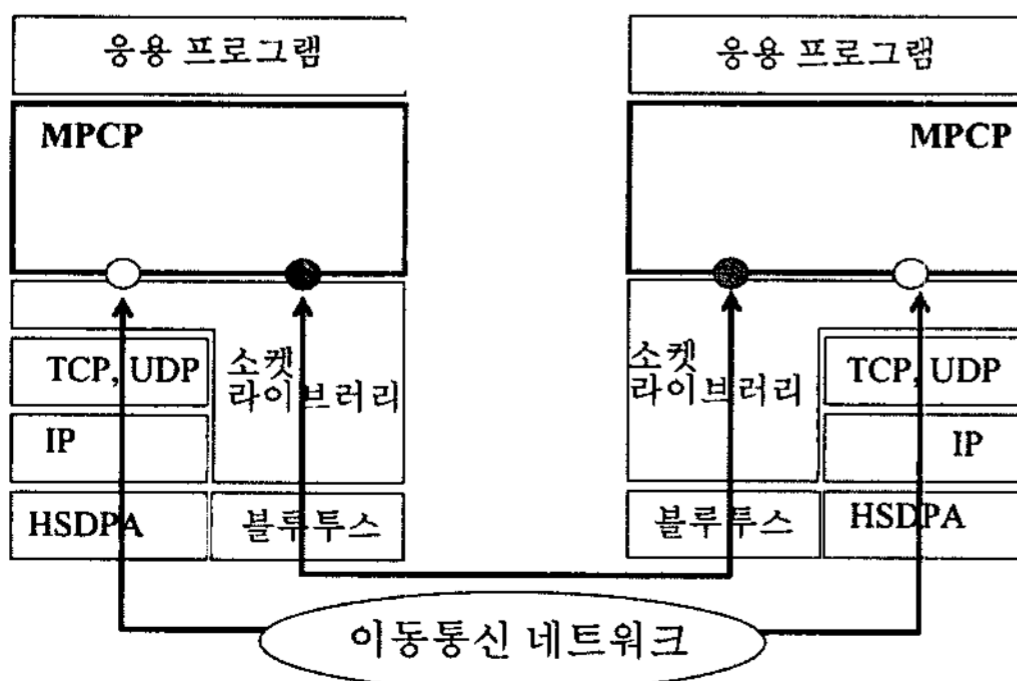 응용 프로그램
응용 프로그램
MPCP
MPCP
TCP, UDP
소켓
라이브러리
소켓
라이브러리
TCP, UDP
IP
IP
HSDPA
블루투스
블루투스
HSDPA
이동통신 네트워크